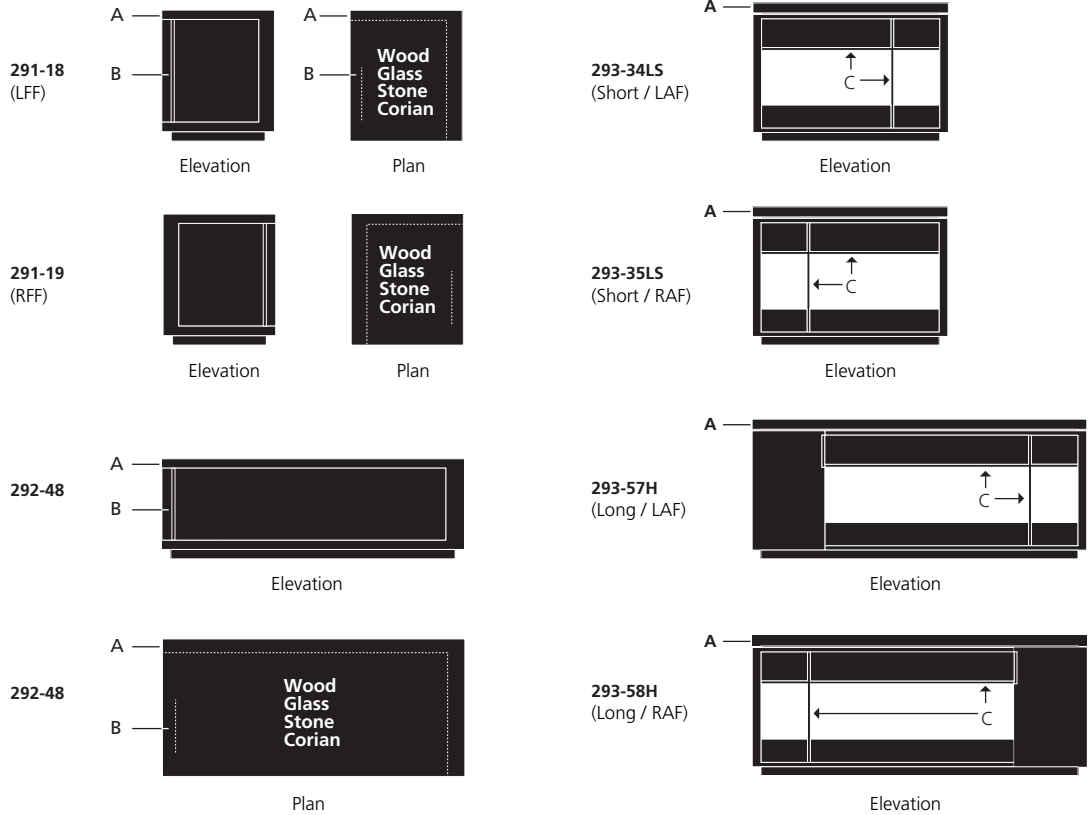 A
B
291-18
(LFF)
Elevation
A
B
Wood
Glass
Stone
Corian
Plan
291-19
(RFF)
Elevation
Wood
Glass
Stone
Corian
Plan
292-48
A
B
Elevation
292-48
A
B
Wood
Glass
Stone
Corian
Plan
A
293-34LS
(Short / LAF)
C
Elevation
A
293-35LS
(Short / RAF)
C
Elevation
A
293-57H
(Long / LAF)
C
Elevation
A
293-58H
(Long / RAF)
C
Elevation